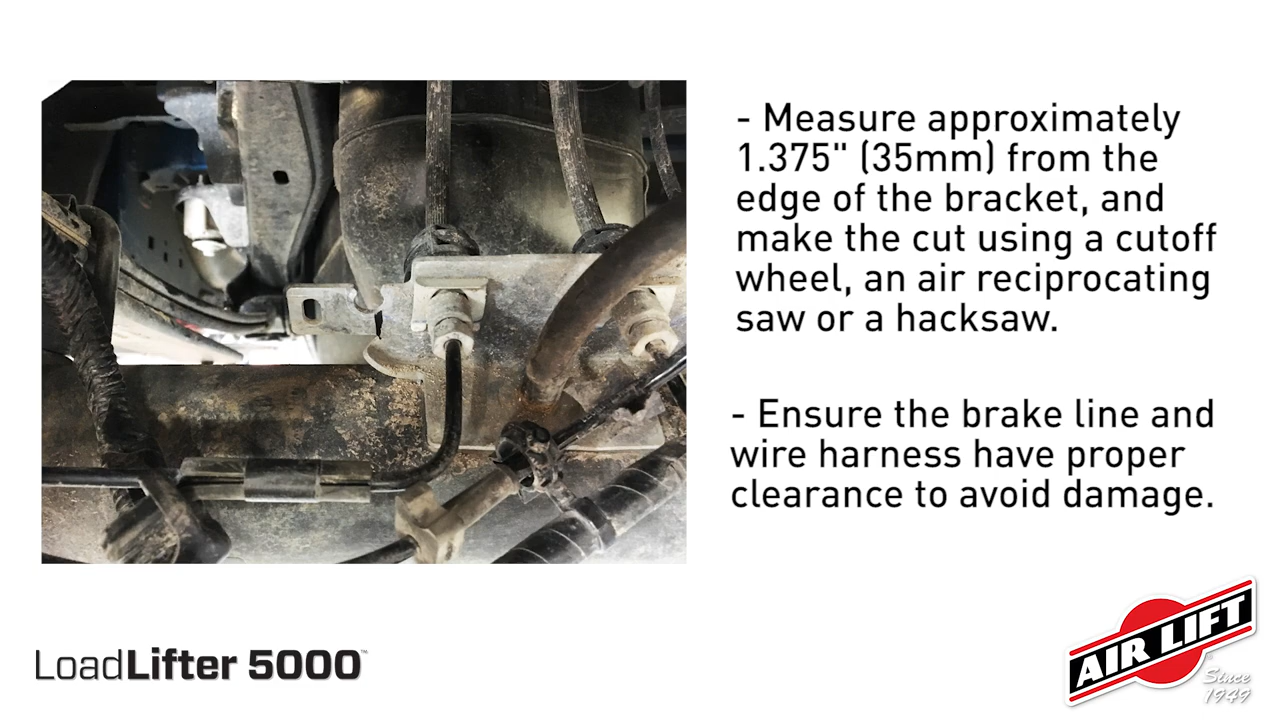 - Measure approximately
1.375" (35mm) from the
edge of the bracket, and
make the cut using a cutoff
wheel, an air reciprocating
saw or a hacksaw.
- Ensure the brake line and
wire harness have proper
clearance to avoid damage.
LoadLifter 5000™
AIR LIFT
Since
1949